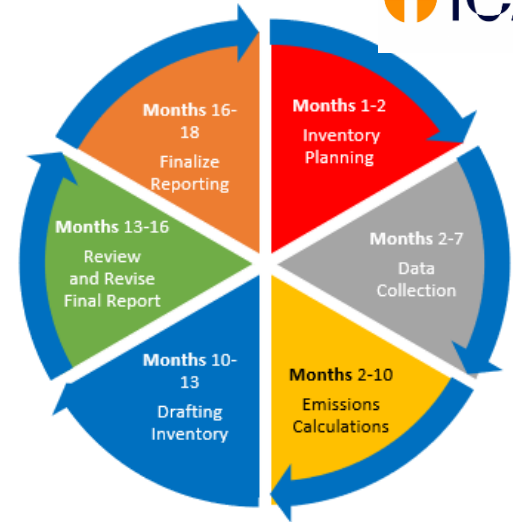 Months 1-2
Inventory
Planning
Months 2-7
Data
Collection
Months 2-10
Emissions
Calculations
Months 10-
13
Drafting
Inventory
Months 13-16
Review
and Revise
Final Report
Months 16-
18
Finalize
Reporting